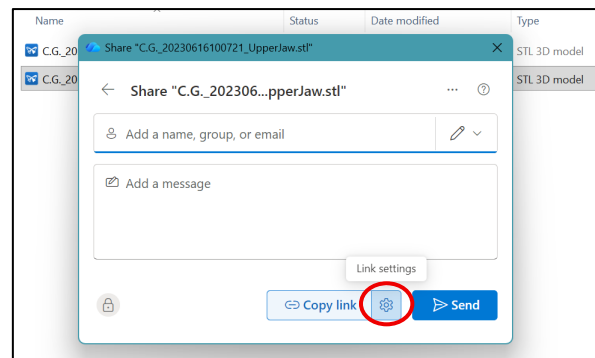 Name Status Date modified Type
Share "C.G._20230616100721_UpperJaw.stl"
C.G._20 STL 3D model
C.G._20 STL 3D model
Share "C.G._202306...pperJaw.stl"
Add a name, group, or email
Add a message
Link settings
Copy link Send